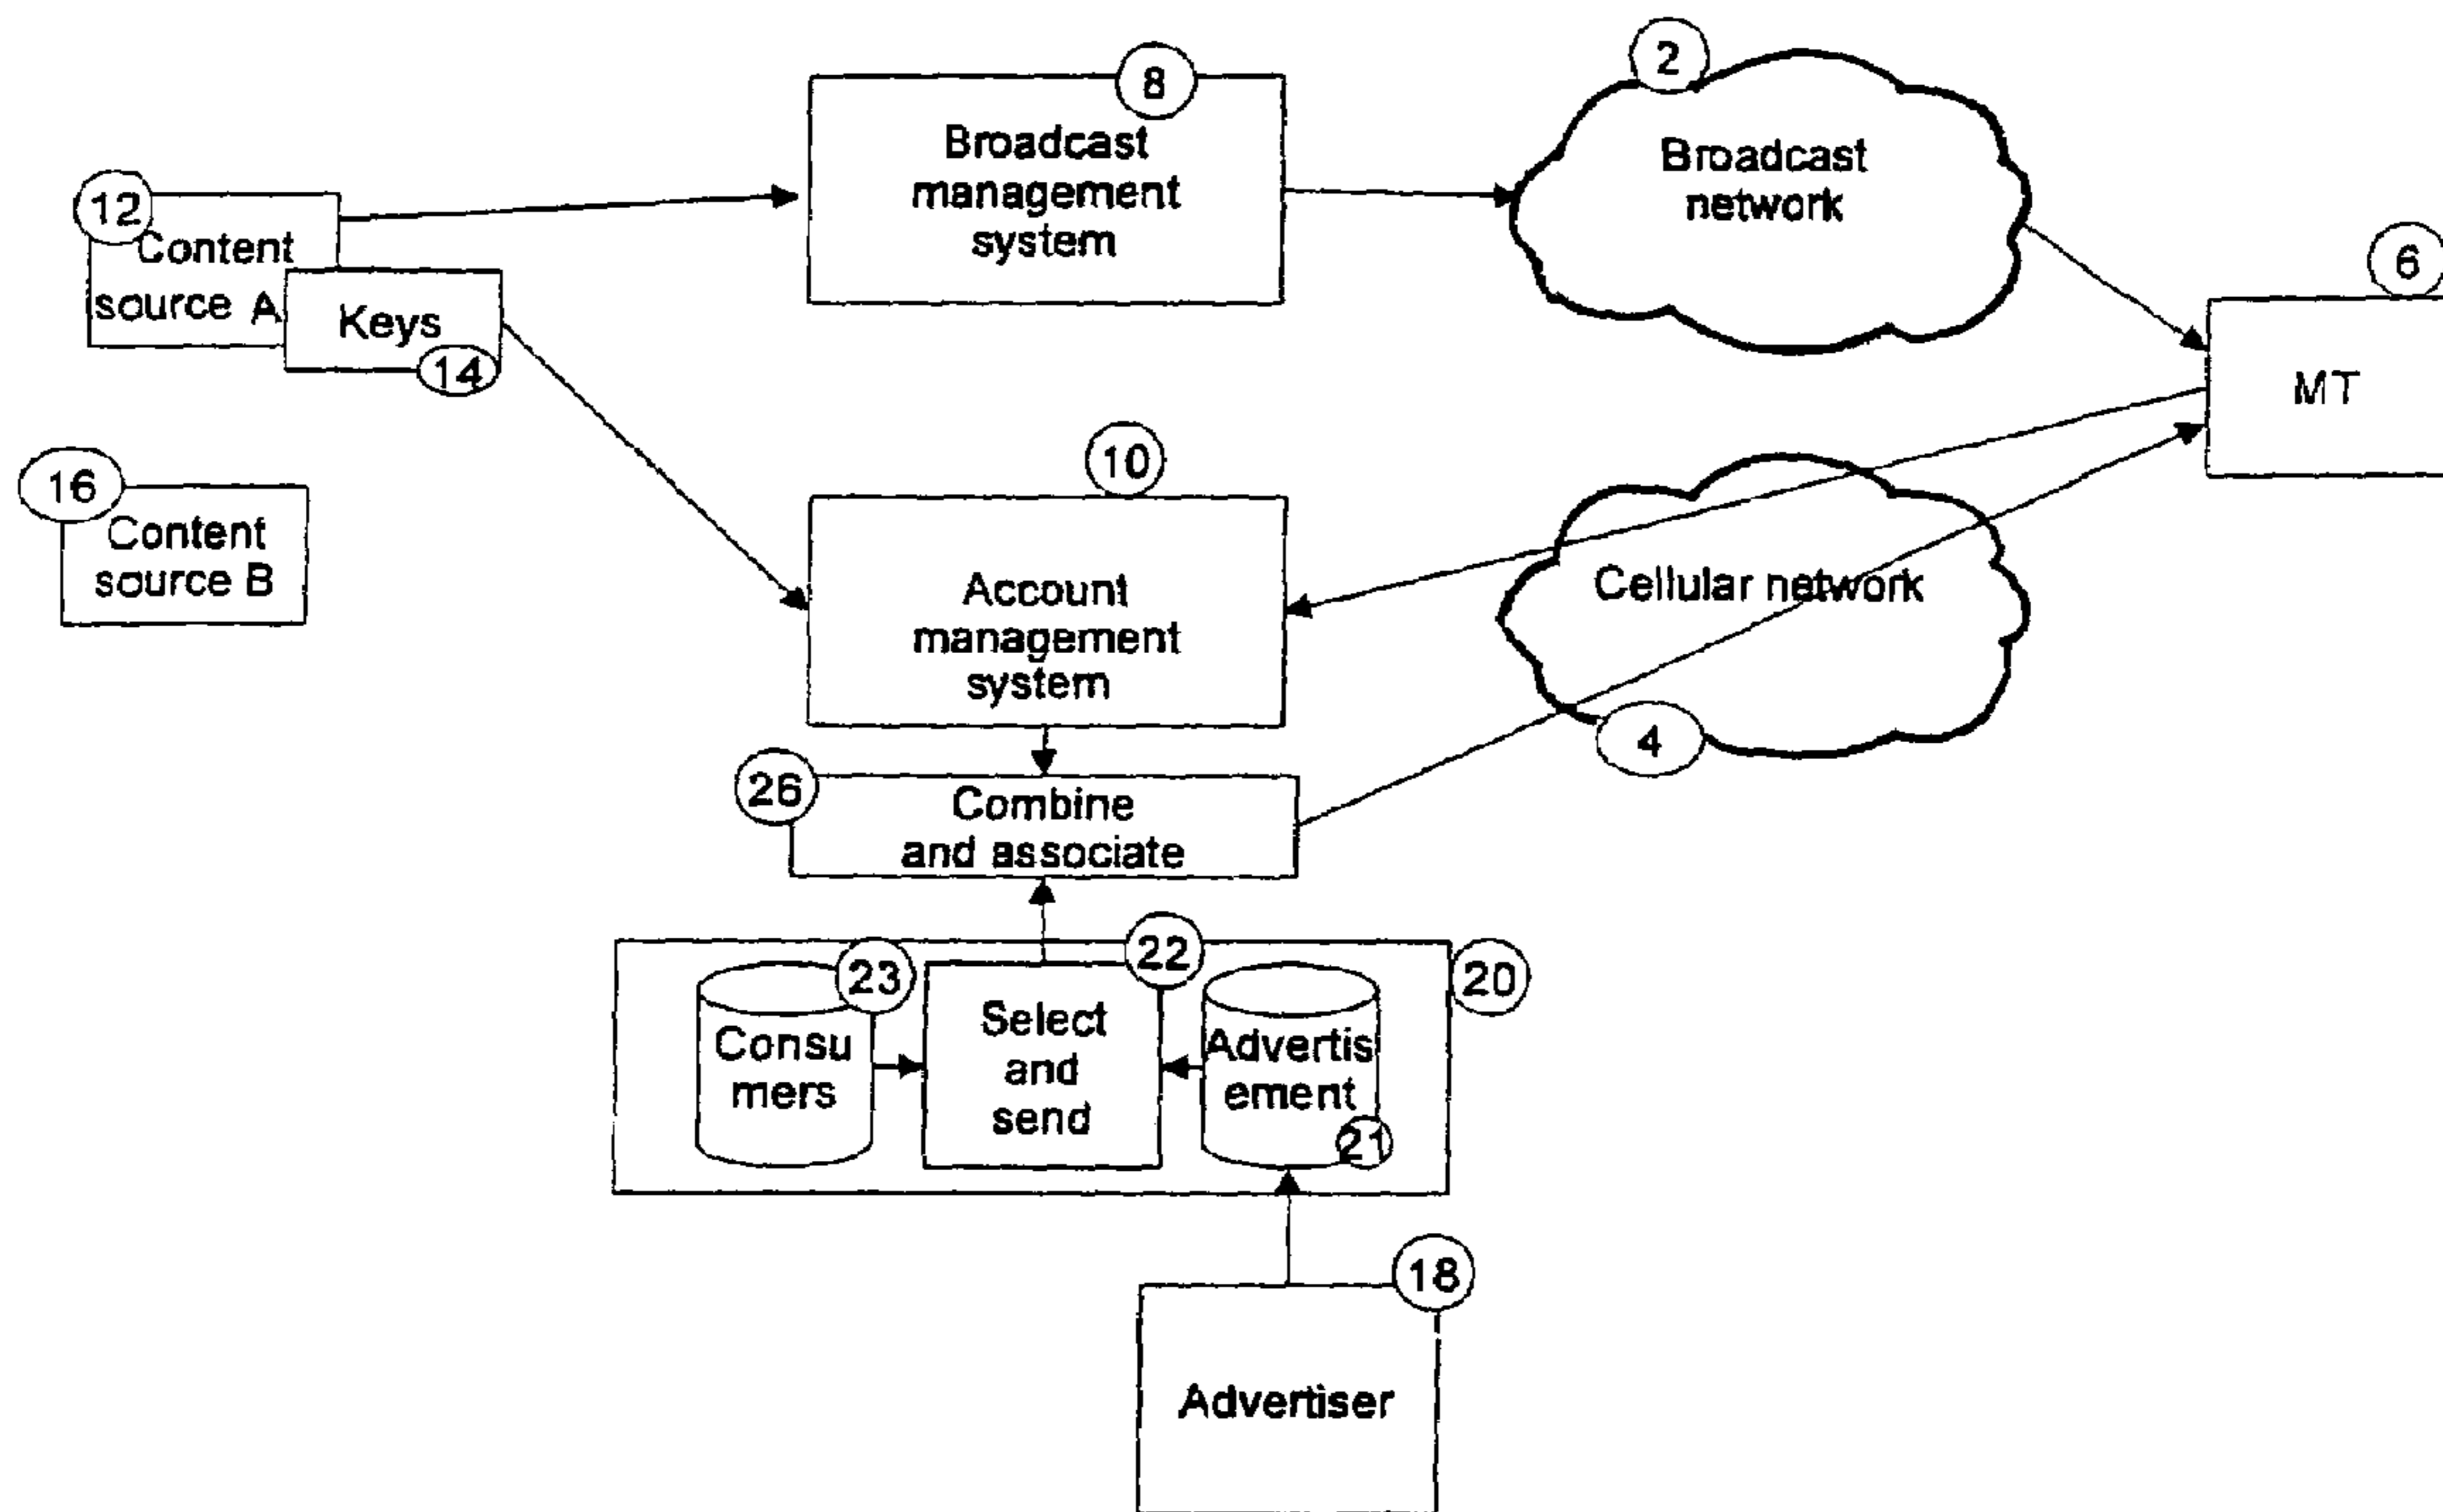 2
8
Broadcast
management
system
Broadcast
network
12
Content
source A
Keys
14
6
MT
16
Content
source B
10
Account
management
system
Cellular network
4
26
Combine
and associate
23
Consu
mers
22
Select
and
send
20
Advertis
ement
21
18
Advertiser